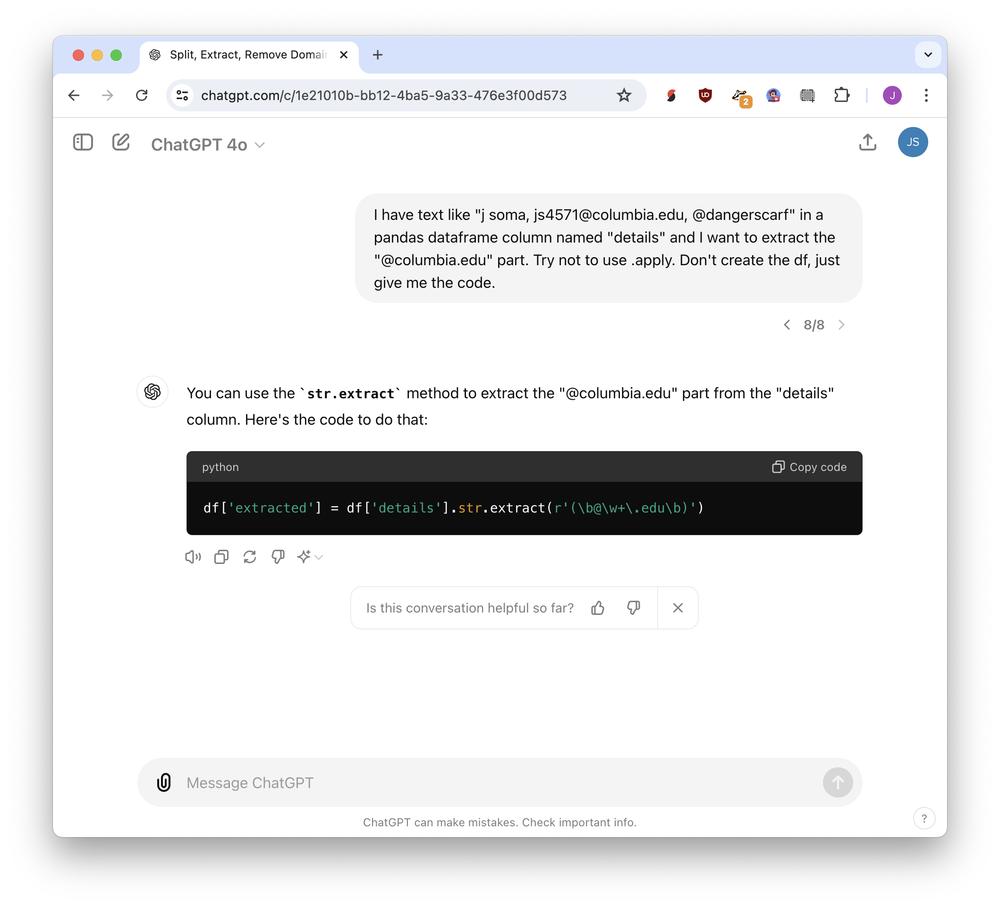 Split, Extract, Remove Domain
chatgpt.com/c/1e21010b-bb12-4ba5-9a33-476e3f00d573
UO
2
J
ChatGPT 4o
JS
I have text like "j soma, js4571@columbia.edu, @dangerscarf" in a
pandas dataframe column named "details" and I want to extract the
"@columbia.edu" part. Try not to use .apply. Don't create the df, just
give me the code.
8/8
You can use the `str.extract` method to extract the "@columbia.edu" part from the "details"
column. Here's the code to do that:
python
Copy code
df['extracted'] = df['details'].str.extract(r'(\b@\w+\.edu\b)')
Is this conversation helpful so far?
Message ChatGPT
ChatGPT can make mistakes. Check important info.
?